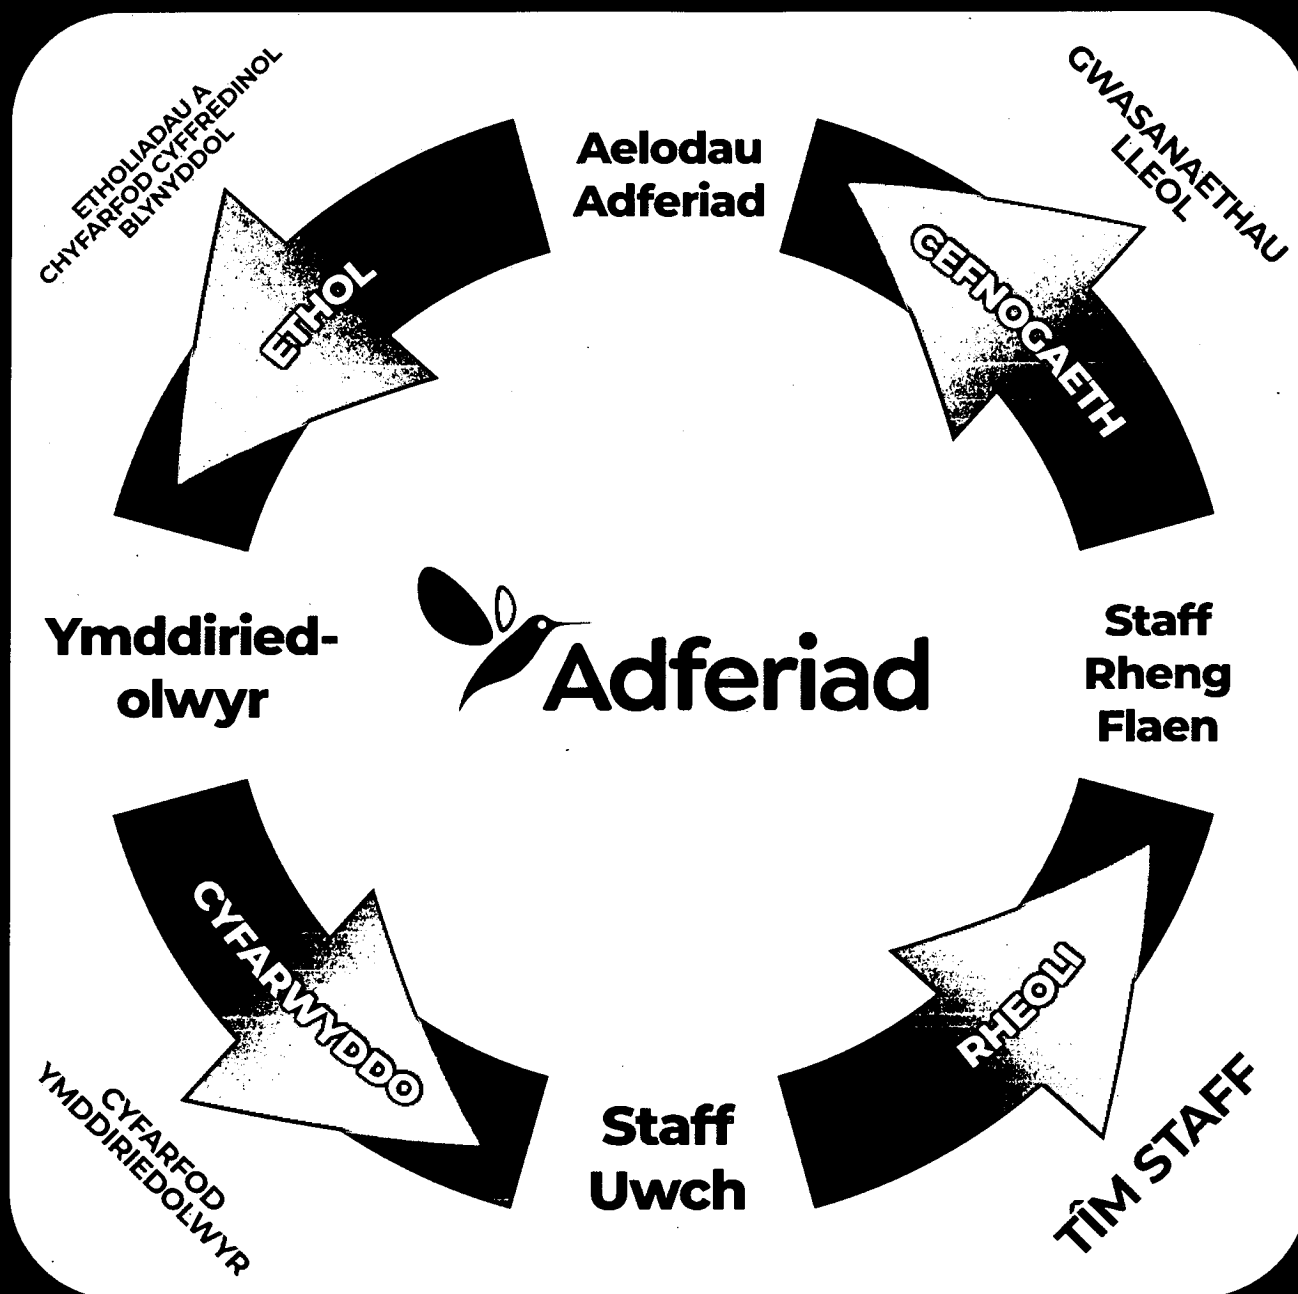 ETHOLIADAU A
CHYFARFOD CYFFREDINOL
BLYNYDDOL
Aelodau
Adferiad
GWASANAETHAU
LLEOL
ETHOL
CEFNOGAETH
Ymddiried-
olwyr
Adferiad
Staff
Rheng
Flaen
CYFARWYDDO
RHEOLI
CYFARFOD
YMDDIRIEDOLWYR
Staff
Uwch
TÎM STAFF